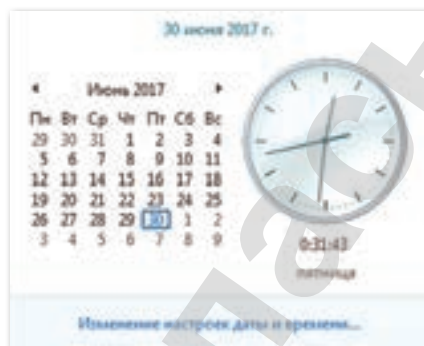 30 июня 2017 г.
Июнь 2017
Пн Вт Ср Чт Пт Сб Вс
29 30 31 1 2 3 4
5 6 7 8 9 10 11
12 13 14 15 16 17 18
19 20 21 22 23 24 25
26 27 28 29 30 1 2
3 4 5 6 7 8 9
0:31:43
пятница
Изменение настроек даты и времени...